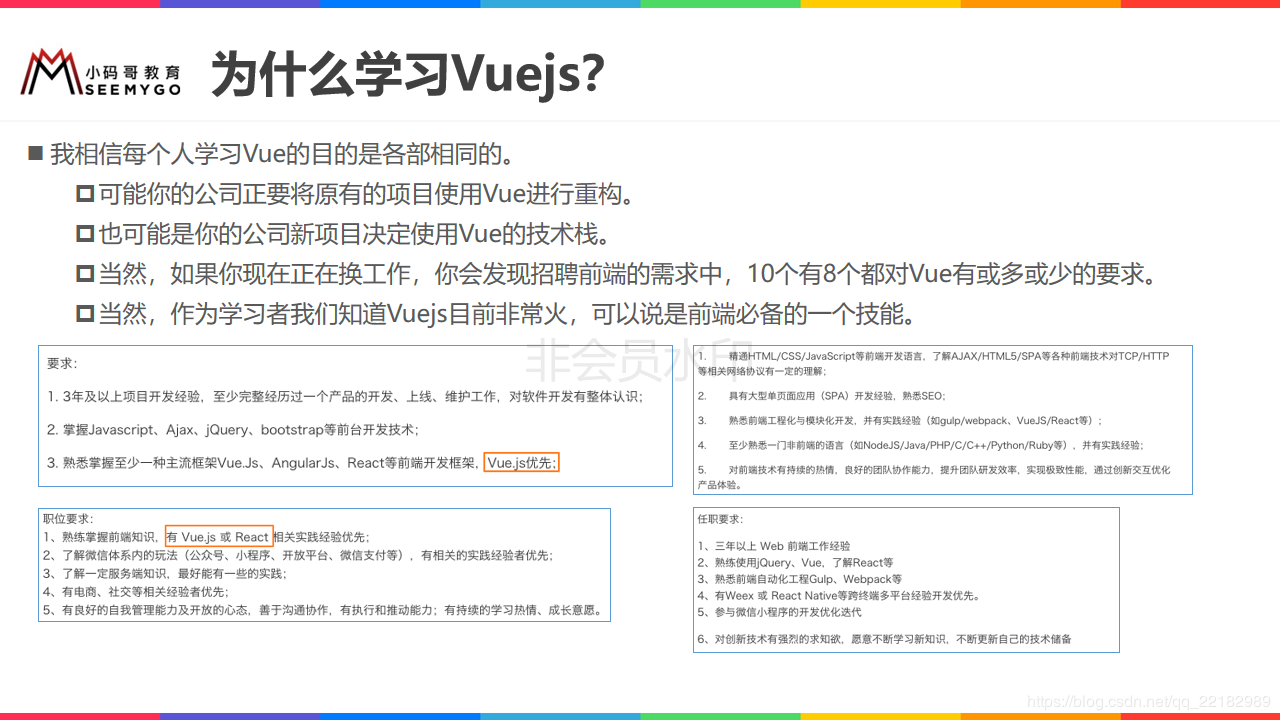 小码哥教育
SEEMYGO
为什么学习Vuejs?
我相信每个人学习Vue的目的是各部相同的。
可能你的公司正要将原有的项目使用Vue进行重构。
也可能是你的公司新项目决定使用Vue的技术栈。
当然，如果你现在正在换工作，你会发现招聘前端的需求中，10个有8个都对Vue有或多或少的要求。
当然，作为学习者我们知道Vuejs目前非常火，可以说是前端必备的一个技能。
非会员水印
要求：
1. 3年及以上项目开发经验，至少完整经历过一个产品的开发、上线、维护工作，对软件开发有整体认识；
2. 掌握Javascript、Ajax、jQuery、bootstrap等前台开发技术；
3. 熟悉掌握至少一种主流框架Vue.Js、AngularJs、React等前端开发框架，Vue.js优先；
1. 精通HTML/CSS/JavaScript等前端开发语言，了解AJAX/HTML5/SPA等各种前端技术对TCP/HTTP
等相关网络协议有一定的理解；
2. 具有大型单页面应用（SPA）开发经验，熟悉SEO；
3. 熟悉前端工程化与模块化开发，并有实践经验（如gulp/webpack、VueJS/React等）；
4. 至少熟悉一门非前端的语言（如NodeJS/Java/PHP/C/C++/Python/Ruby等），并有实践经验；
5. 对前端技术有持续的热情，良好的团队协作能力，提升团队研发效率，实现极致性能，通过创新交互优化
产品体验。
职位要求：
1、熟练掌握前端知识，有 Vue.js 或 React 相关实践经验优先；
2、了解微信体系内的玩法（公众号、小程序、开放平台、微信支付等），有相关的实践经验者优先；
3、了解一定服务端知识，最好能有一些的实践；
4、有电商、社交等相关经验者优先；
5、有良好的自我管理能力及开放的心态，善于沟通协作，有执行和推动能力；有持续的学习热情、成长意愿。
任职要求：
1、三年以上 Web 前端工作经验
2、熟练使用jQuery、Vue，了解React等
3、熟悉前端自动化工程Gulp、Webpack等
4、有Weex 或 React Native等跨终端多平台经验开发优先。
5、参与微信小程序的开发优化迭代
6、对创新技术有强烈的求知欲，愿意不断学习新知识，不断更新自己的技术储备
https://blog.csdn.net/qq_22182989